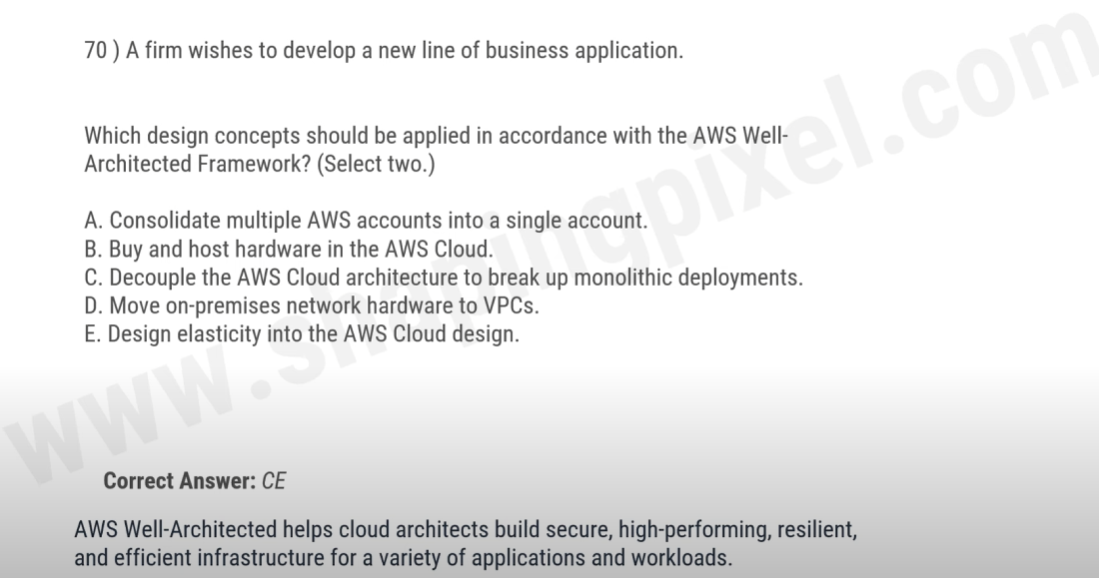 70 ) A firm wishes to develop a new line of business application.
Which design concepts should be applied in accordance with the AWS Well-
Architected Framework? (Select two.)
A. Consolidate multiple AWS accounts into a single account.
B. Buy and host hardware in the AWS Cloud.
C. Decouple the AWS Cloud architecture to break up monolithic deployments.
D. Move on-premises network hardware to VPCs.
E. Design elasticity into the AWS Cloud design.
Correct Answer: CE
AWS Well-Architected helps cloud architects build secure, high-performing, resilient,
and efficient infrastructure for a variety of applications and workloads.
www.shapingpixel.com